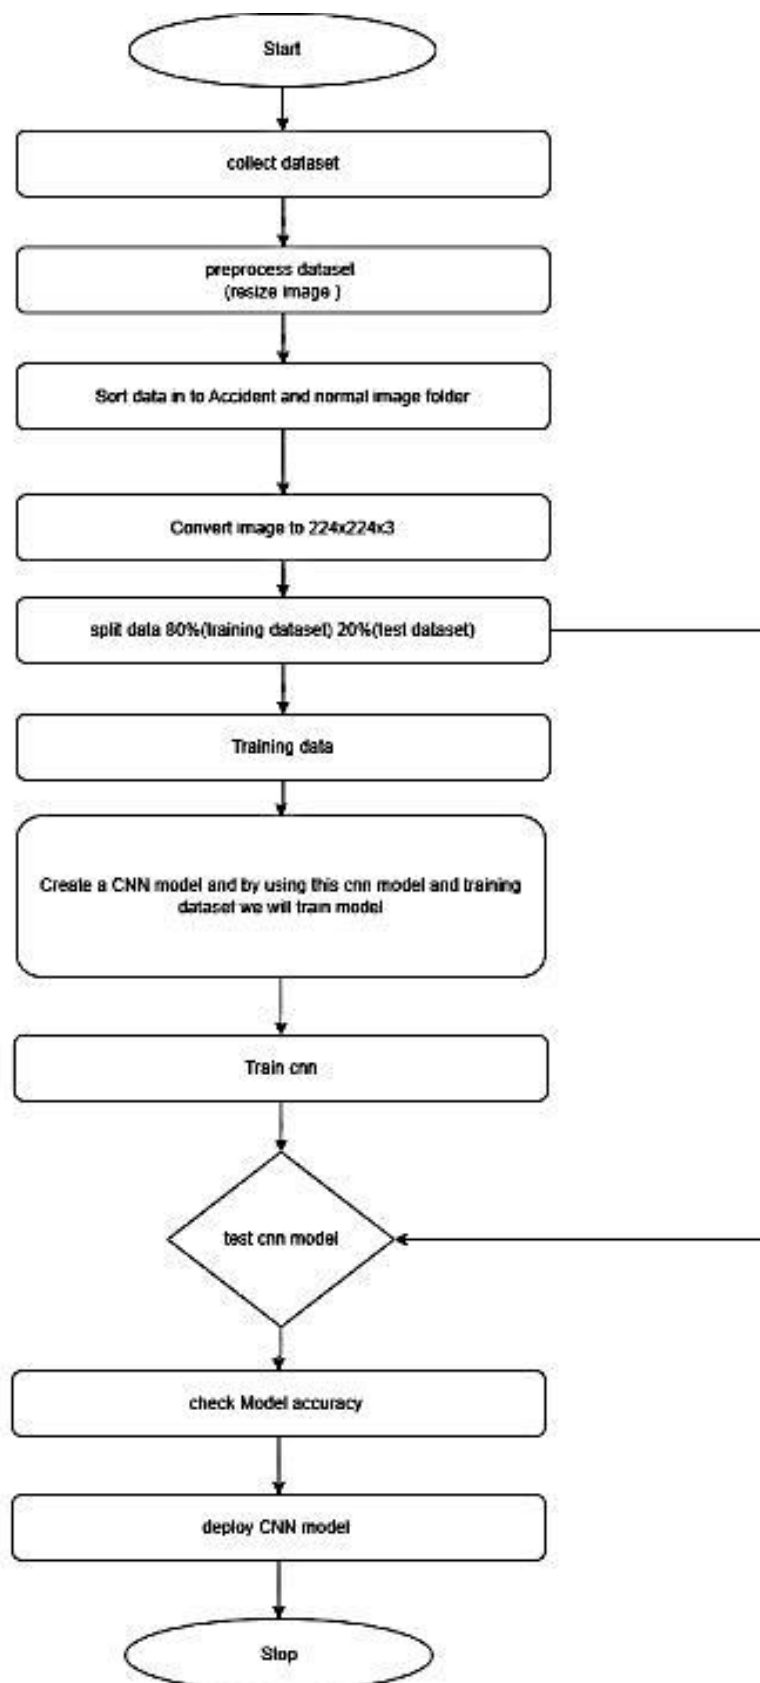 Start
collect dataset
preprocess dataset
(resize image )
Sort data in to Accident and normal image folder
Convert image to 224x224x3
split data 80%(training dataset) 20%(test dataset)
Training data
Create a CNN model and by using this cnn model and training
dataset we will train model
Train cnn
test cnn model
check Model accuracy
deploy CNN model
Stop